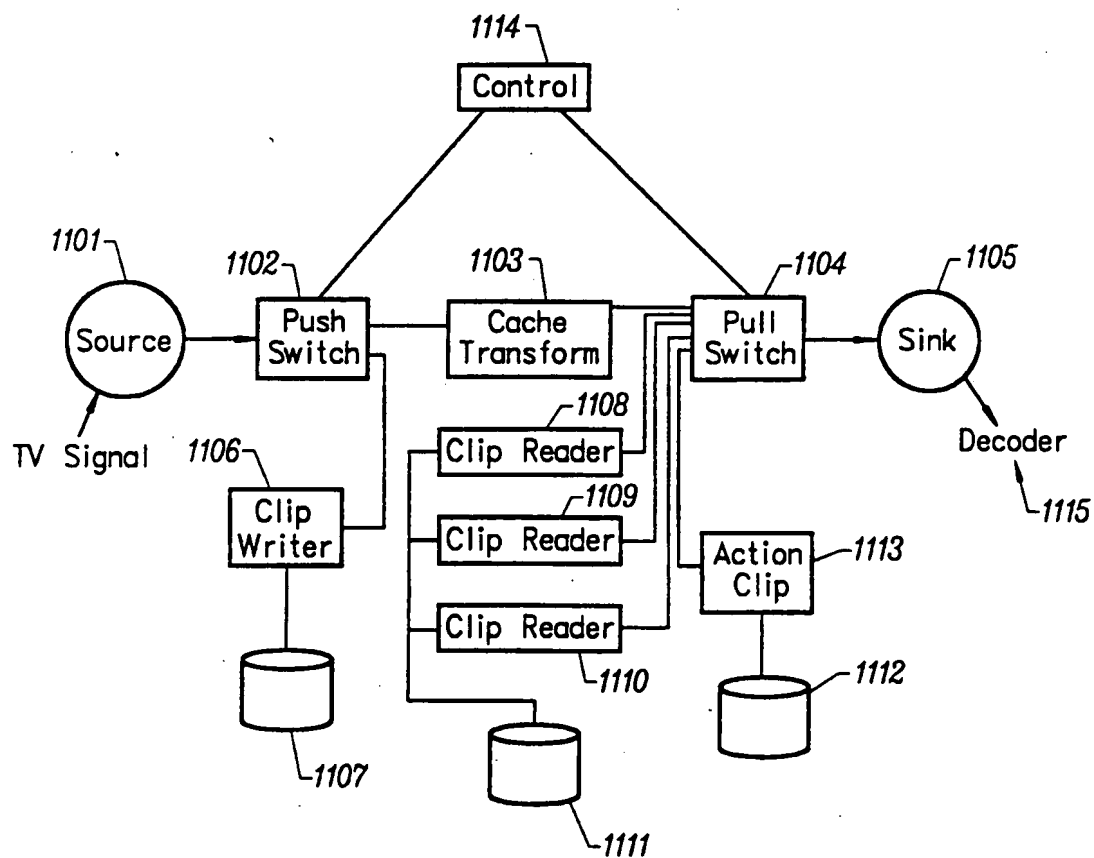 1114
Control
1101
1102
1103
1104
1105
Source
Push
Switch
Cache
Transform
Pull
Switch
Sink
TV Signal
1106
1108
Clip Reader
Decoder
1115
Clip
Writer
1109
Clip Reader
Action
Clip
1113
Clip Reader
1110
1112
1107
1111